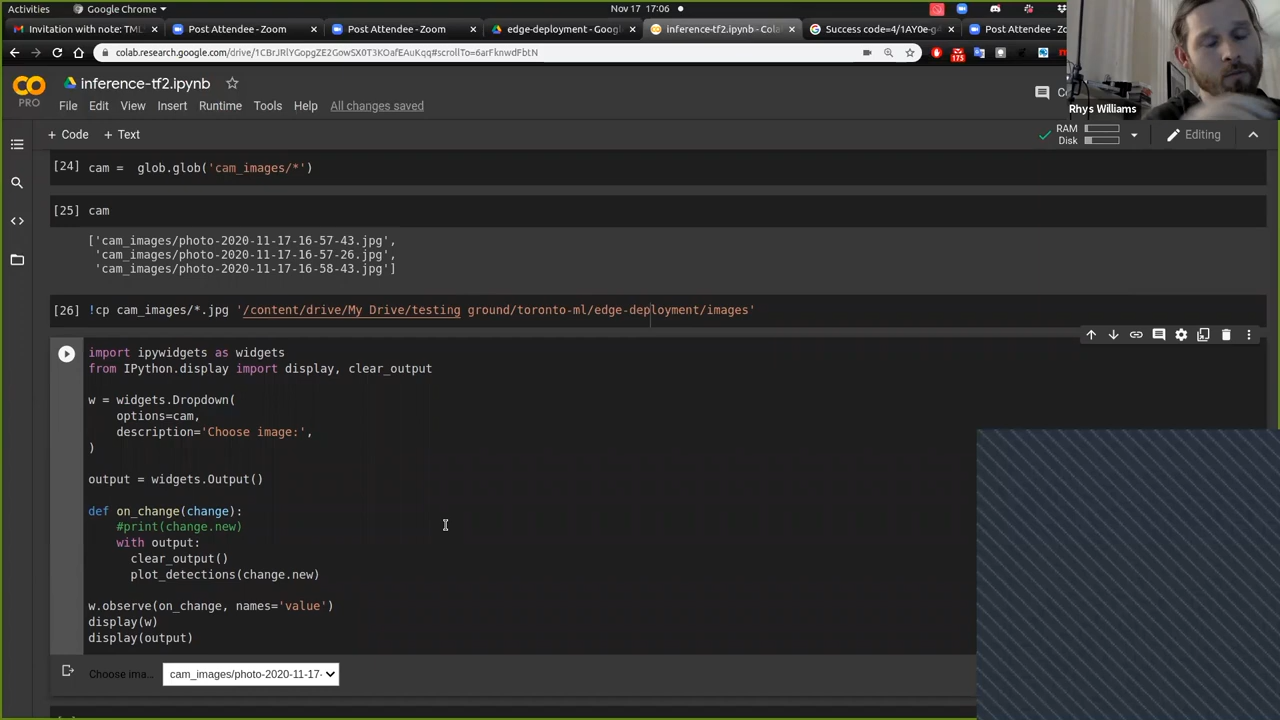 Activities Google Chrome Nov 17 17:06
Invitation with note: TML:
Post Attendee - Zoom
Post Attendee - Zoom
edge-deployment - Google
inference-tf2.ipynb - Colab
Success code=4/1AY0e-g
Post Attendee - Zoom
colab.research.google.com/drive/1CBrJRlYGopgZE2GowSX0T3KOafEAuKqq#scrollTo=6arFknwdFbtN
173
Rhys Williams
CO
PRO
inference-tf2.ipynb
File Edit View Insert Runtime Tools Help All changes saved
+ Code + Text
RAM
Disk
Editing
[24] cam = glob.glob('cam_images/*')
[25] cam
['cam_images/photo-2020-11-17-16-57-43.jpg',
'cam_images/photo-2020-11-17-16-57-26.jpg',
'cam_images/photo-2020-11-17-16-58-43.jpg']
[26] !cp cam_images/*.jpg '/content/drive/My Drive/testing ground/toronto-ml/edge-deployment/images'
import ipywidgets as widgets
from IPython.display import display, clear_output
w = widgets.Dropdown(
options=cam,
description='Choose image:',
)
output = widgets.Output()
def on_change(change):
#print(change.new)
with output:
clear_output()
plot_detections(change.new)
w.observe(on_change, names='value')
display(w)
display(output)
Choose ima... cam_images/photo-2020-11-17-